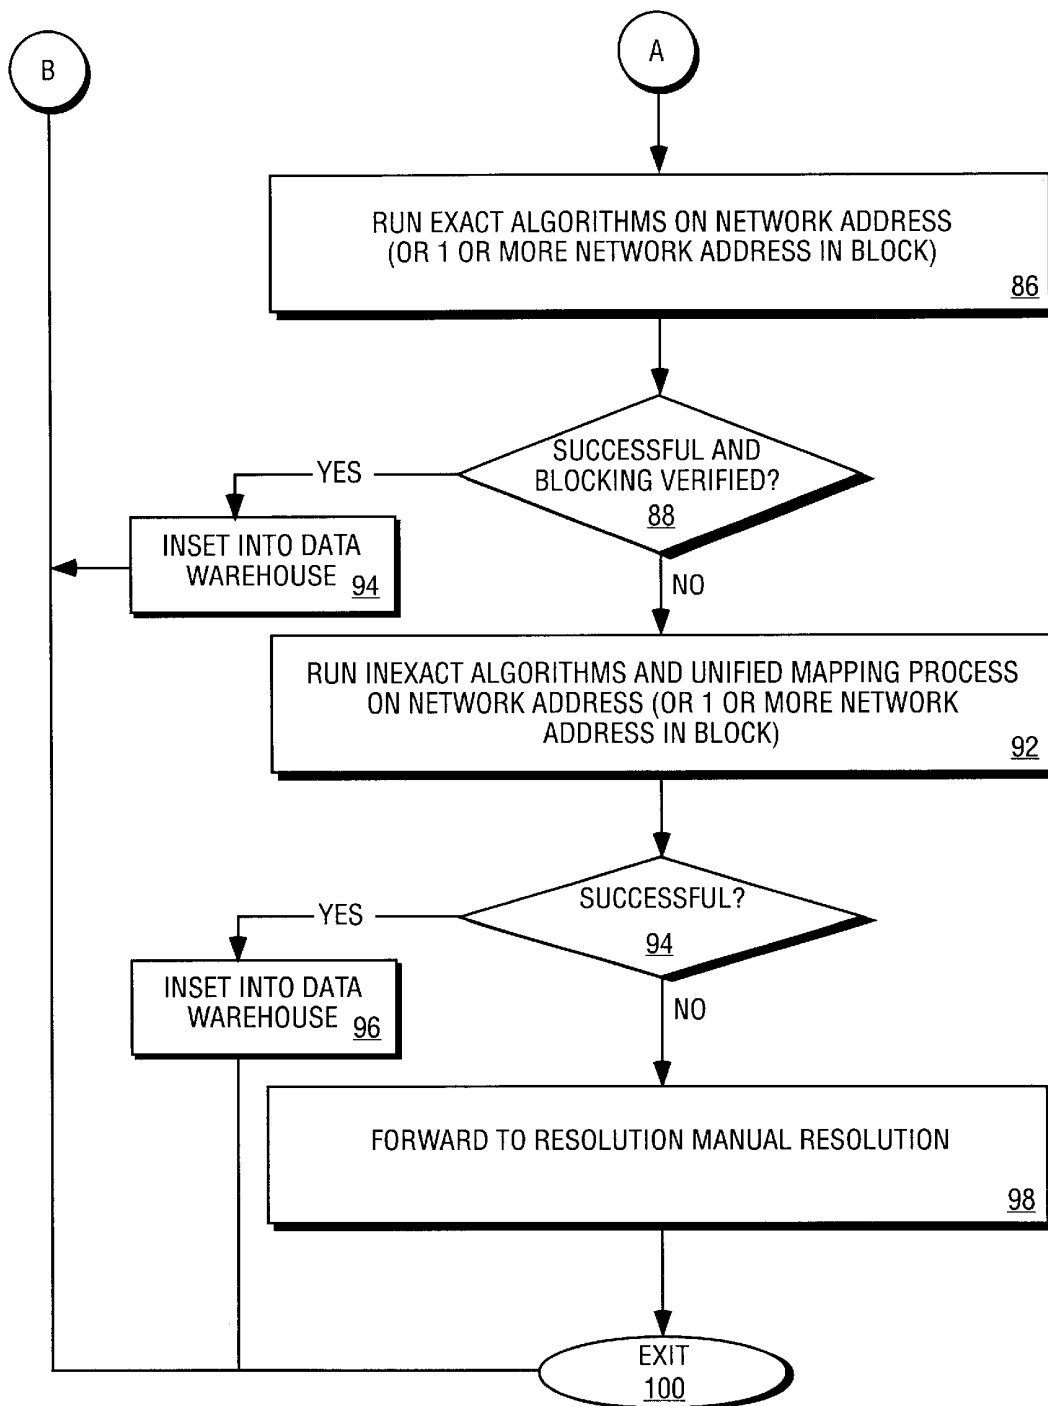 B
A
RUN EXACT ALGORITHMS ON NETWORK ADDRESS
(OR 1 OR MORE NETWORK ADDRESS IN BLOCK)
86
SUCCESSFUL AND
BLOCKING VERIFIED?
88
YES
INSET INTO DATA
WAREHOUSE 94
NO
RUN INEXACT ALGORITHMS AND UNIFIED MAPPING PROCESS
ON NETWORK ADDRESS (OR 1 OR MORE NETWORK
ADDRESS IN BLOCK)
92
SUCCESSFUL?
94
YES
INSET INTO DATA
WAREHOUSE 96
NO
FORWARD TO RESOLUTION MANUAL RESOLUTION
98
EXIT
100